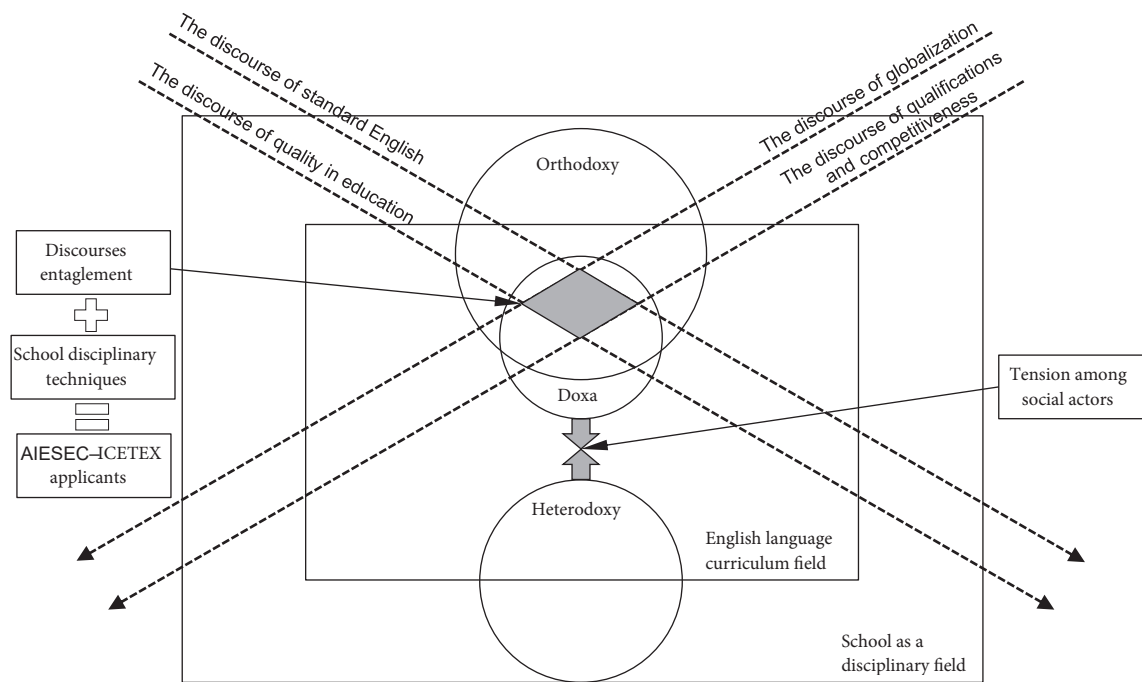 The discourse of standard English
The discourse of quality in education
The discourse of globalization
The discourse of qualifications
and competitiveness
Orthodoxy
Discourses
entaglement
School disciplinary
techniques
AIESEC–ICETEX
applicants
Doxa
Tension among
social actors
Heterodoxy
English language
curriculum field
School as a
disciplinary field